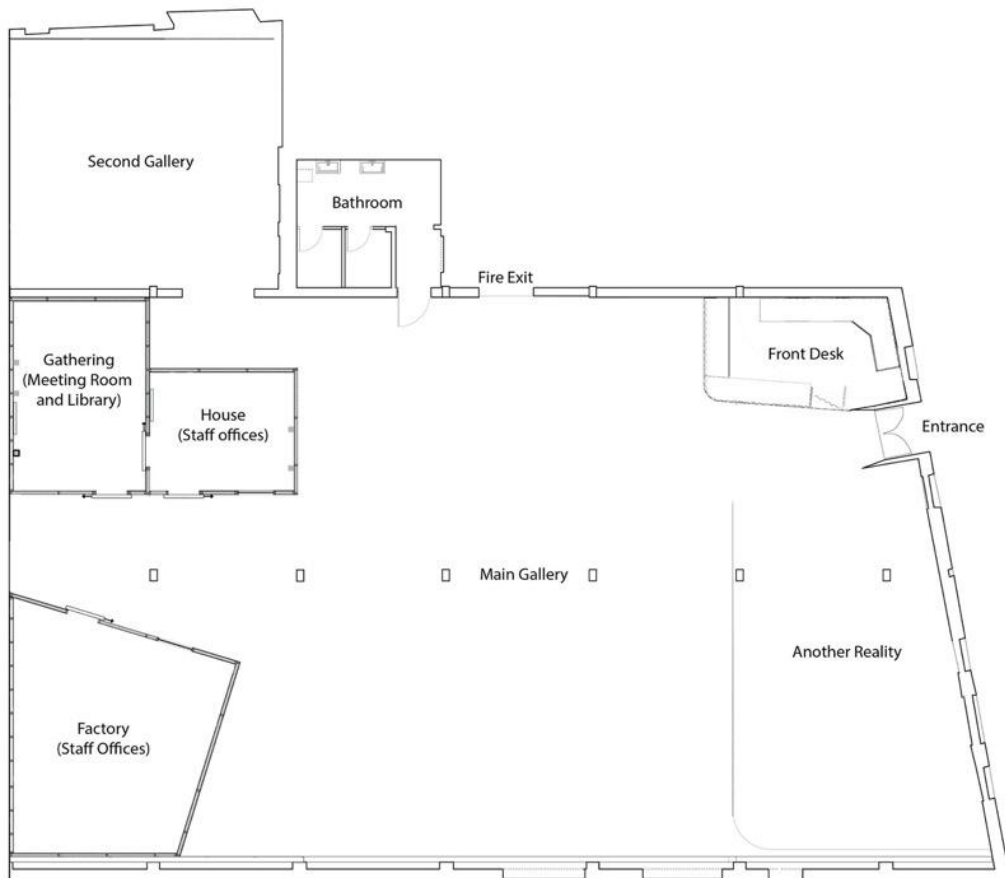 Second Gallery
Bathroom
Fire Exit
Gathering
(Meeting Room
and Library)
House
(Staff offices)
Front Desk
Entrance
Main Gallery
Another Reality
Factory
(Staff Offices)